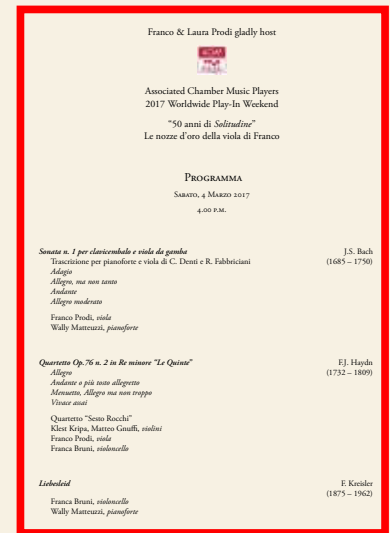 Franco & Laura Prodi gladly host
Associated Chamber Music Players
2017 Worldwide Play-In Weekend
"50 anni di Solitudine"
Le nozze d'oro della viola di Franco
Programma
Sabato, 4 Marzo 2017
4.00 p.m.
Sonata n. 1 per clavicembalo e viola da gamba J.S. Bach
Trascrizione per pianoforte e viola di C. Denti e R. Fabbriciani (1685 – 1750)
Adagio
Allegro, ma non tanto
Andante
Allegro moderato
Franco Prodi, viola
Wally Matteuzzi, pianoforte
Quartetto Op.76 n. 2 in Re minore "Le Quinte" F.J. Haydn
Allegro (1732 – 1809)
Andante o più tosto allegretto
Menuetto, Allegro ma non troppo
Vivace assai
Quartetto "Sesto Rocchi"
Klest Kripa, Matteo Gnuffi, violini
Franco Prodi, viola
Franca Bruni, violoncello
Liebesleid F. Kreisler
(1875 – 1962)
Franca Bruni, violoncello
Wally Matteuzzi, pianoforte